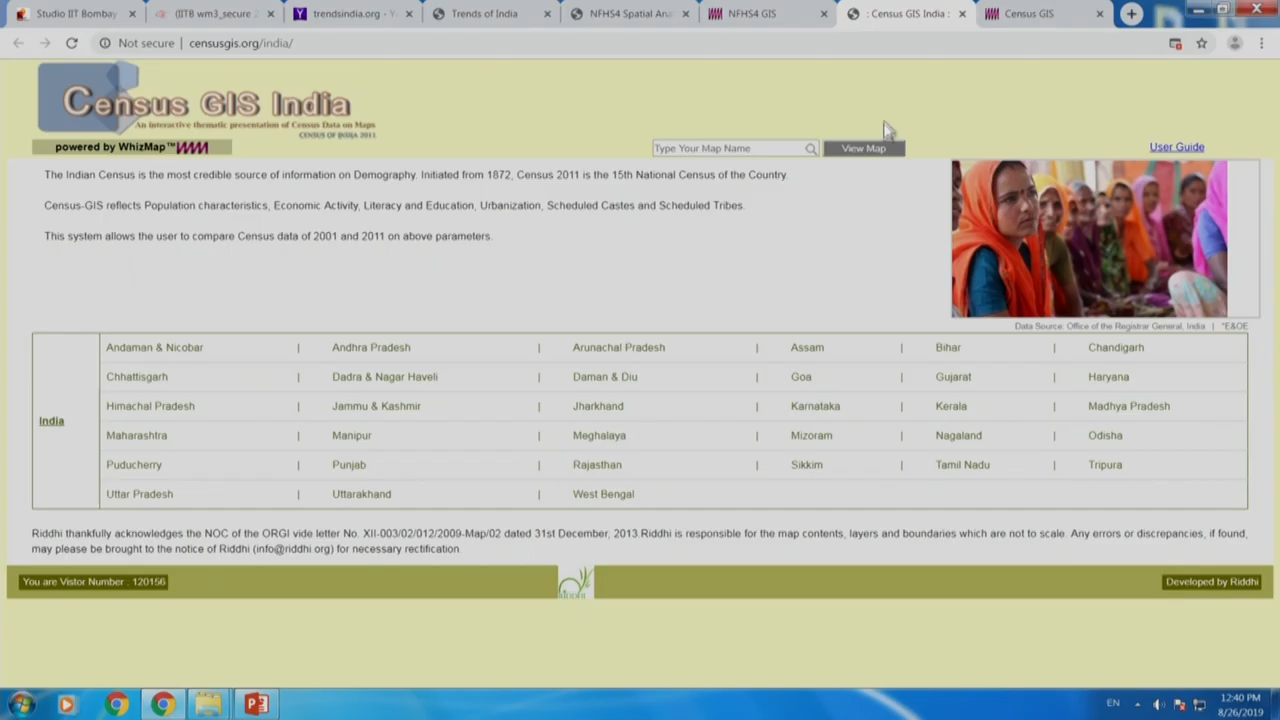 Studio IIT Bombay
(IITB wm3_secure 2
trendsindia.org - Y
Trends of India
NFHS4 Spatial Ana
NFHS4 GIS
: Census GIS India :
Census GIS
Not secure | censusgis.org/india/
Census GIS India
An interactive thematic presentation of Census Data on Maps
CENSUS OF INDIA 2011
powered by WhizMap™
Type Your Map Name
View Map
User Guide
The Indian Census is the most credible source of information on Demography. Initiated from 1872, Census 2011 is the 15th National Census of the Country.
Census-GIS reflects Population characteristics, Economic Activity, Literacy and Education, Urbanization, Scheduled Castes and Scheduled Tribes.
This system allows the user to compare Census data of 2001 and 2011 on above parameters.
Data Source: Office of the Registrar General, India | *E&OE
India
Andaman & Nicobar | Andhra Pradesh | Arunachal Pradesh | Assam | Bihar | Chandigarh
Chhattisgarh | Dadra & Nagar Haveli | Daman & Diu | Goa | Gujarat | Haryana
Himachal Pradesh | Jammu & Kashmir | Jharkhand | Karnataka | Kerala | Madhya Pradesh
Maharashtra | Manipur | Meghalaya | Mizoram | Nagaland | Odisha
Puducherry | Punjab | Rajasthan | Sikkim | Tamil Nadu | Tripura
Uttar Pradesh | Uttarakhand | West Bengal
Riddhi thankfully acknowledges the NOC of the ORGI vide letter No. XII-003/02/012/2009-Map/02 dated 31st December, 2013.Riddhi is responsible for the map contents, layers and boundaries which are not to scale. Any errors or discrepancies, if found,
may please be brought to the notice of Riddhi (info@riddhi.org) for necessary rectification
You are Vistor Number : 120156
RIDDHI
Developed by Riddhi
EN
12:40 PM
8/26/2019